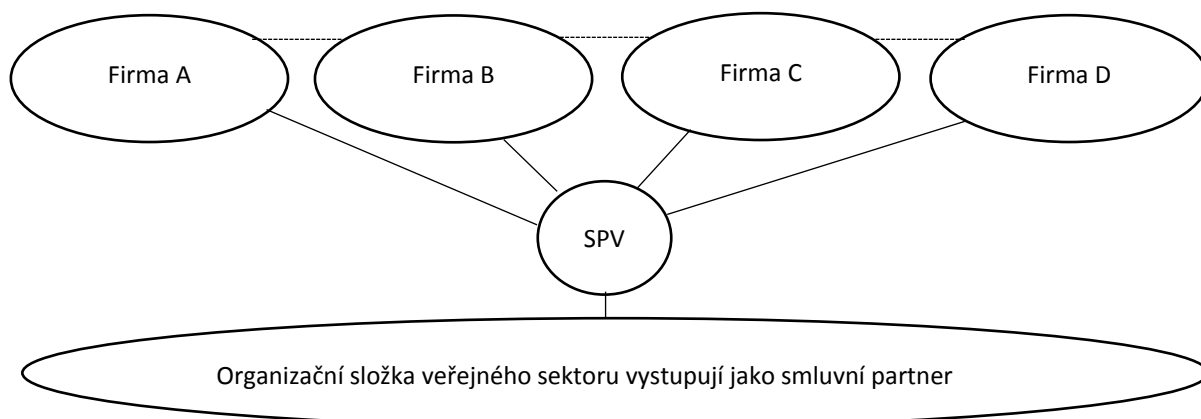 Firma A
Firma B
Firma C
Firma D
SPV
Organizační složka veřejného sektoru vystupují jako smluvní partner